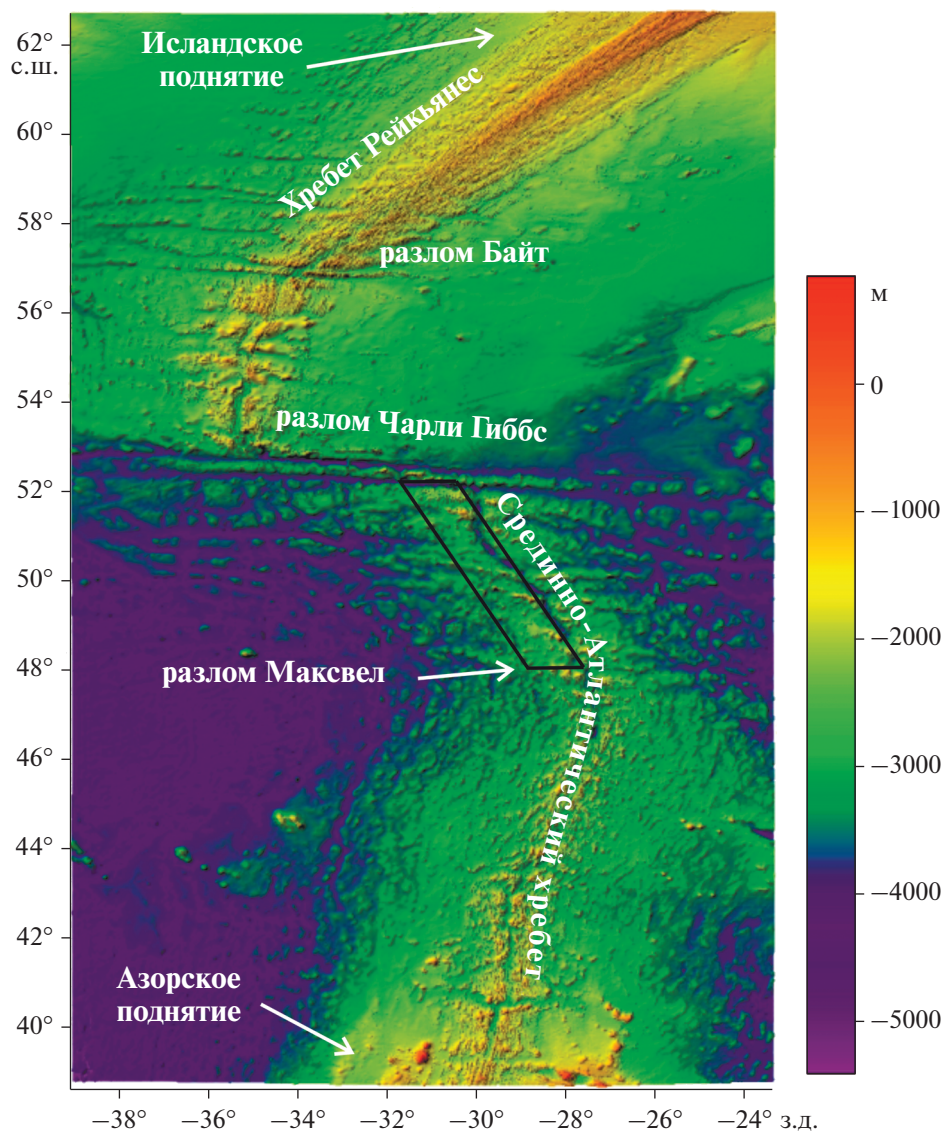 62°
с.ш.
60°
58°
56°
54°
52°
50°
48°
46°
44°
42°
40°
Исландское
поднятие
Хребет Рейкьянес
разлом Байт
разлом Чарли Гиббс
Срединно-Атлантический хребет
разлом Максвел
Азорское
поднятие
−38° −36° −34° −32° −30° −28° −26° −24° з.д.
м
0
−1000
−2000
−3000
−4000
−5000